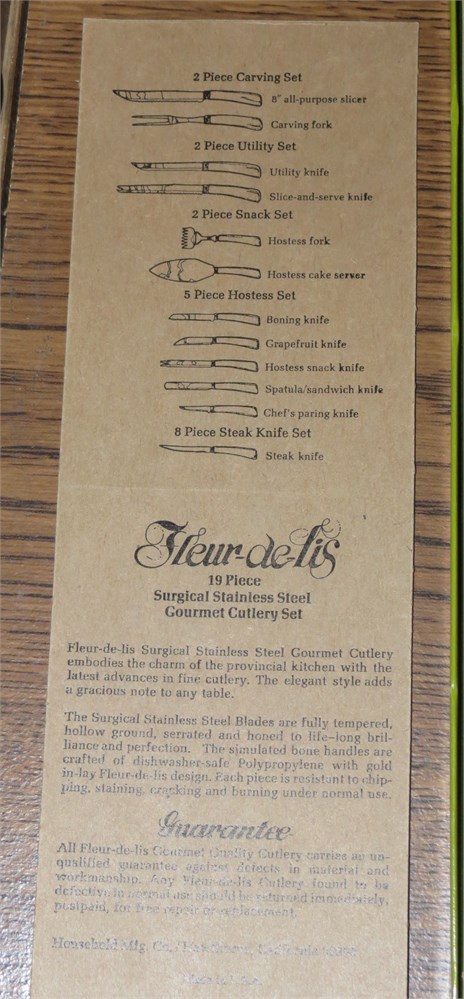 2 Piece Carving Set
8" all-purpose slicer
Carving fork
2 Piece Utility Set
Utility knife
Slice-and-serve knife
2 Piece Snack Set
Hostess fork
Hostess cake server
5 Piece Hostess Set
Boning knife
Grapefruit knife
Hostess snack knife
Spatula/sandwich knife
Chef's paring knife
8 Piece Steak Knife Set
Steak knife
Fleur-de-lis
19 Piece
Surgical Stainless Steel
Gourmet Cutlery Set
Fleur-de-lis Surgical Stainless Steel Gourmet Cutlery
embodies the charm of the provincial kitchen with the
latest advances in fine cutlery. The elegant style adds
a gracious note to any table.
The Surgical Stainless Steel Blades are fully tempered,
hollow ground, serrated and honed to life-long bril-
liance and perfection. The simulated bone handles are
crafted of dishwasher-safe Polypropylene with gold
in-lay Fleur-de-lis design. Each piece is resistant to chip-
ping, staining, cracking and burning under normal use.
Guarantee
All Fleur-de-lis Gourmet Quality Cutlery carries an un-
qualified guarantee against defects in material and
workmanship. Any Fleur-de-lis Cutlery found to be
defective in normal use should be returned immediately,
postpaid, for free repair or replacement.
Household Mfg. Co. California